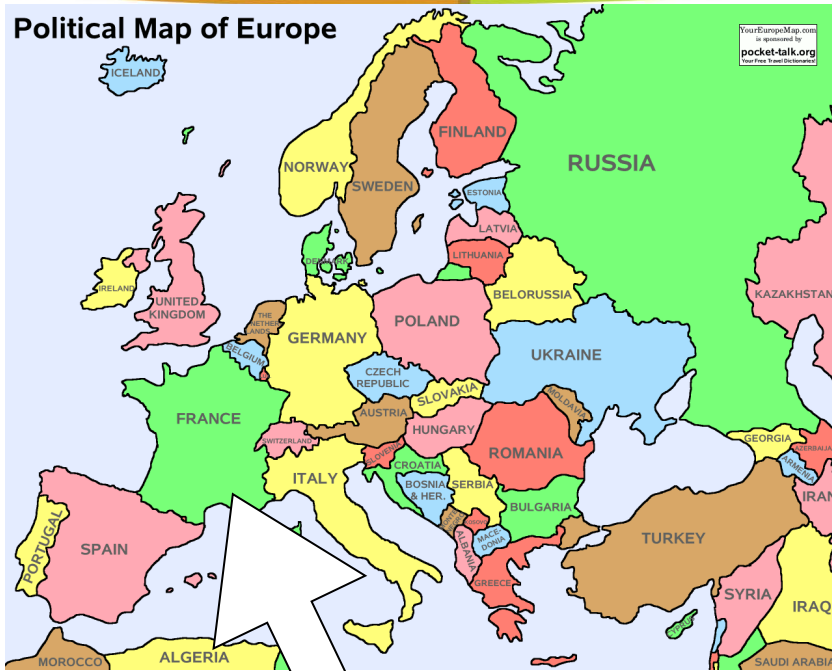 Political Map of Europe
YourEuropeMap.com
is sponsored by
pocket-talk.org
Your Free Travel Dictionaries!
ICELAND
FINLAND
RUSSIA
NORWAY
SWEDEN
ESTONIA
LATVIA
DENMARK
LITHUANIA
IRELAND
UNITED
KINGDOM
BELORUSSIA
KAZAKHSTAN
THE
NETHER
LANDS
POLAND
GERMANY
BELGIUM
UKRAINE
CZECH
REPUBLIC
SLOVAKIA
MOLDAVIA
FRANCE
AUSTRIA
SWITZERLAND
HUNGARY
SLOVENIA
ROMANIA
GEORGIA
AZERBAIJA
CROATIA
ARMENIA
ITALY
BOSNIA
& HER.
SERBIA
IRAN
BULGARIA
PORTUGAL
SPAIN
KOSOVO
MACE-
DONIA
ALBANIA
TURKEY
GREECE
SYRIA
IRAQ
CYPRUS
MOROCCO
ALGERIA
SAUDI ARABIA